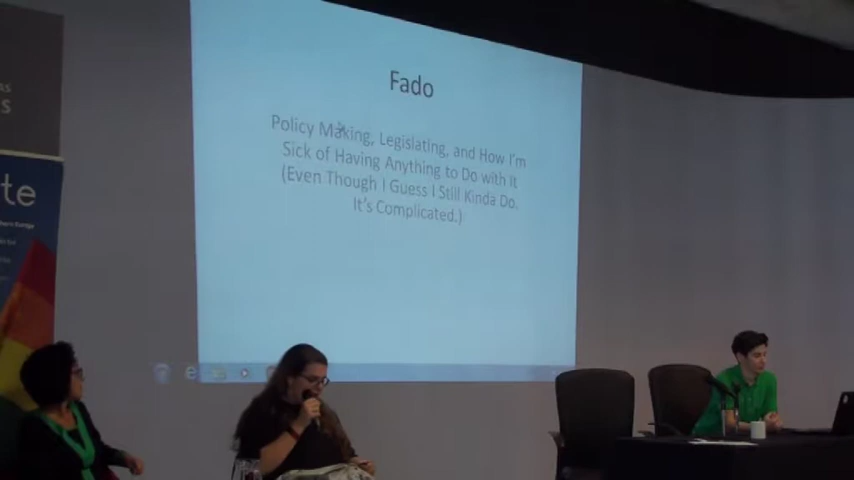 Fado
Policy Making, Legislating, and How I'm
Sick of Having Anything to Do with It
(Even Though I Guess I Still Kinda Do.
It's Complicated.)
te